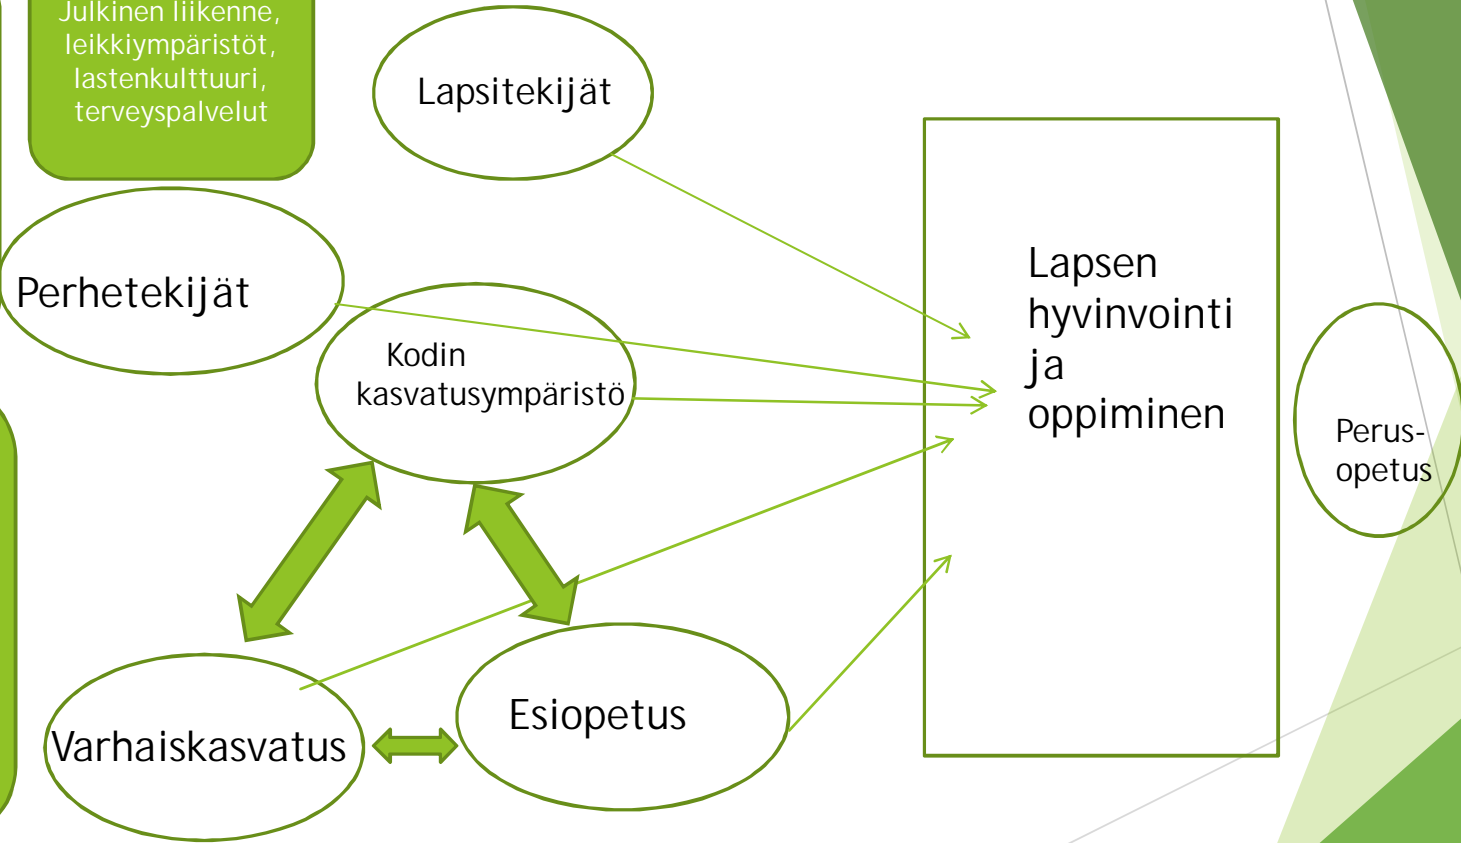 Julkinen liikenne,
leikkiympäristöt,
lastenkulttuuri,
terveyspalvelut
Lapsitekijät
Perhetekijät
Kodin
kasvatusympäristö
Lapsen
hyvinvointi
ja
oppiminen
Perus-
opetus
Esiopetus
Varhaiskasvatus